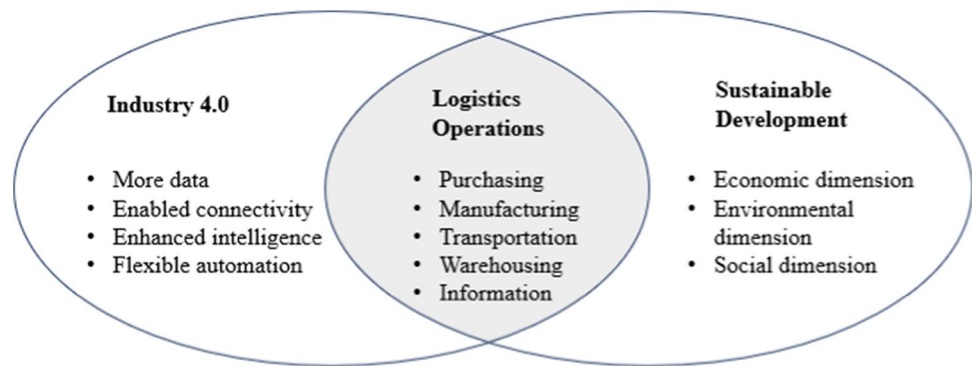 Industry 4.0
• More data
• Enabled connectivity
• Enhanced intelligence
• Flexible automation
Logistics
Operations
• Purchasing
• Manufacturing
• Transportation
• Warehousing
• Information
Sustainable
Development
• Economic dimension
• Environmental
dimension
• Social dimension